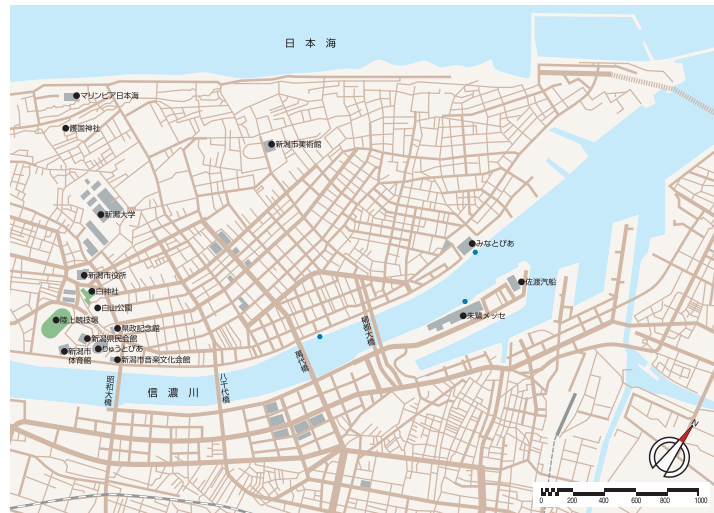 日本海
マリンピア日本海
護国神社
新潟市美術館
新潟大学
みなとぴあ
新潟市役所
佐渡汽船
白神社
白山公園
朱鷺メッセ
陸上競技場
県政記念館
新潟県民会館
りゅうとぴあ
新潟市
体育館
新潟市音楽文化会館
柳都大橋
萬代橋
八千代橋
昭和大橋
信濃川
N
0 200 400 600 800 1000